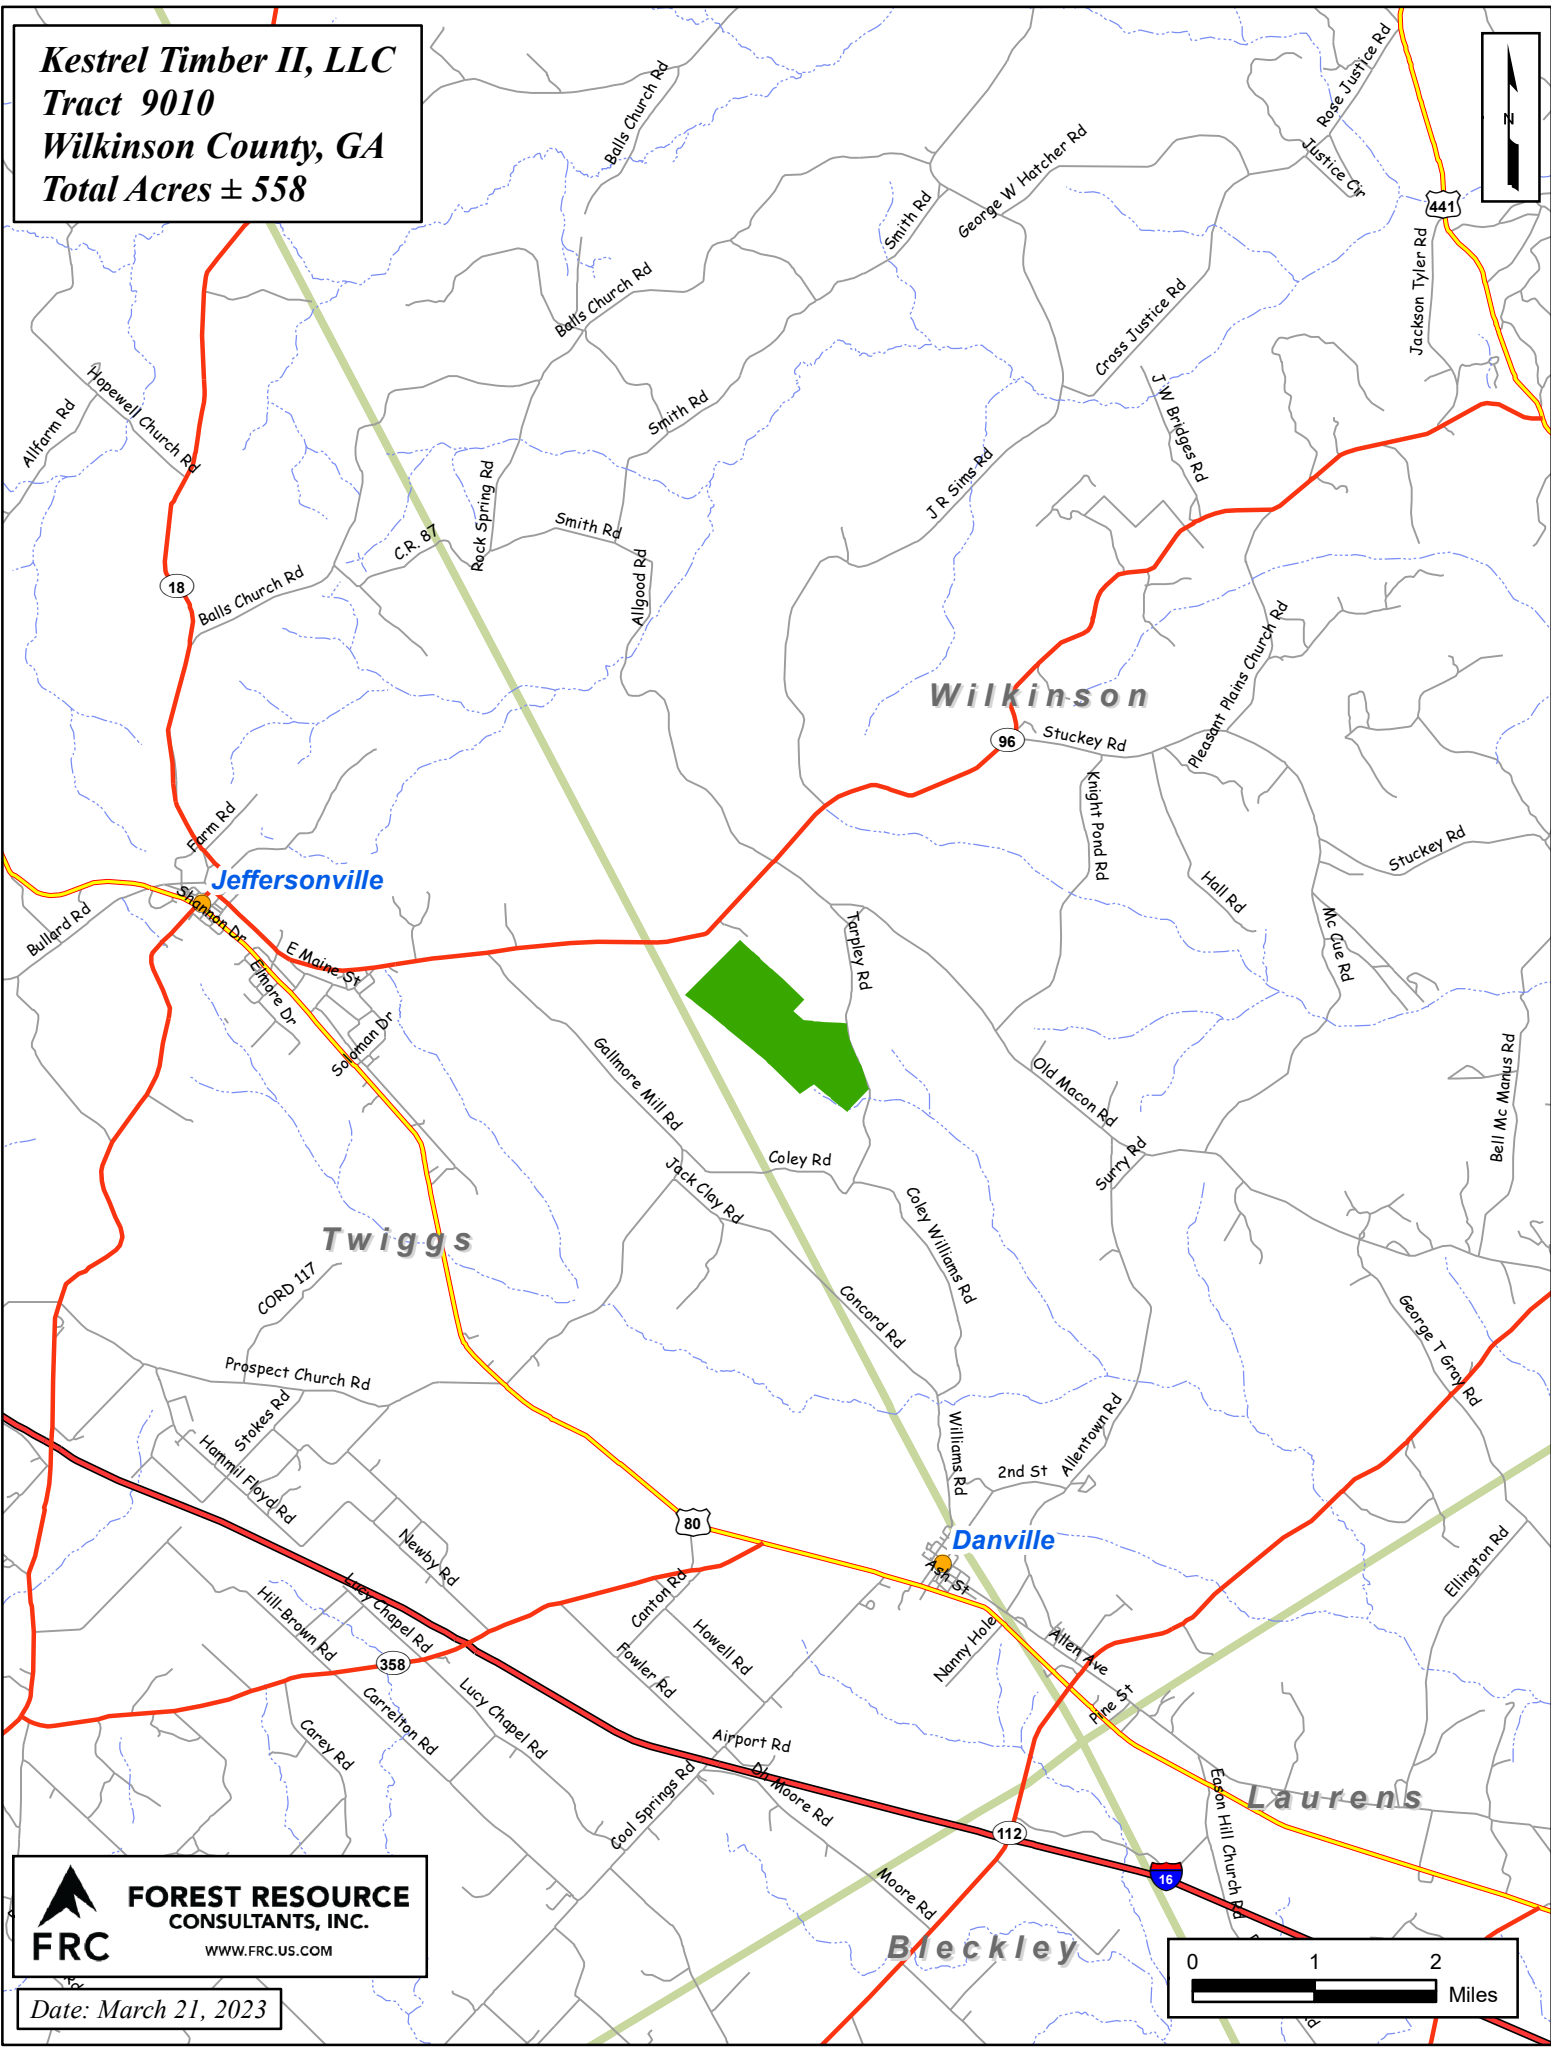 Kestrel Timber II, LLC
Tract 9010
Wilkinson County, GA
Total Acres ± 558
N
Rose Justice Rd
Justice Cir
441
Jackson Tyler Rd
Balls Church Rd
George W Hatcher Rd
Smith Rd
Balls Church Rd
Cross Justice Rd
Hopewell Church Rd
Allfarm Rd
Smith Rd
J W Bridges Rd
Rock Spring Rd
J R Sims Rd
C.R. 87
Smith Rd
Allgood Rd
18
Balls Church Rd
Pleasant Plains Church Rd
Wilkinson
96
Stuckey Rd
Knight Pond Rd
Farm Rd
Stuckey Rd
Jeffersonville
Shannon Dr
Hall Rd
Bullard Rd
E Maine St
Elmore Dr
Tarpley Rd
Mc Cue Rd
Soloman Dr
Gallmore Mill Rd
Old Macon Rd
Bell Mc Manus Rd
Surry Rd
Coley Rd
Jack Clay Rd
Coley Williams Rd
Twiggs
CORD 117
Concord Rd
George T Gray Rd
Prospect Church Rd
Stokes Rd
Hammil Floyd Rd
Williams Rd
2nd St
Allentown Rd
80
Danville
Ash St
Newby Rd
Ellington Rd
Lucy Chapel Rd
Hill-Brown Rd
Canton Rd
Howell Rd
Fowler Rd
Nanny Hole
Allen Ave
358
Lucy Chapel Rd
Carrelton Rd
Carey Rd
Pine St
Airport Rd
Dh Moore Rd
Cool Springs Rd
Eason Hill Church Rd
Laurens
112
16
Moore Rd
Bleckley
FRC
FOREST RESOURCE
CONSULTANTS, INC.
WWW.FRC.US.COM
Rd
Date: March 21, 2023
0 1 2
Miles